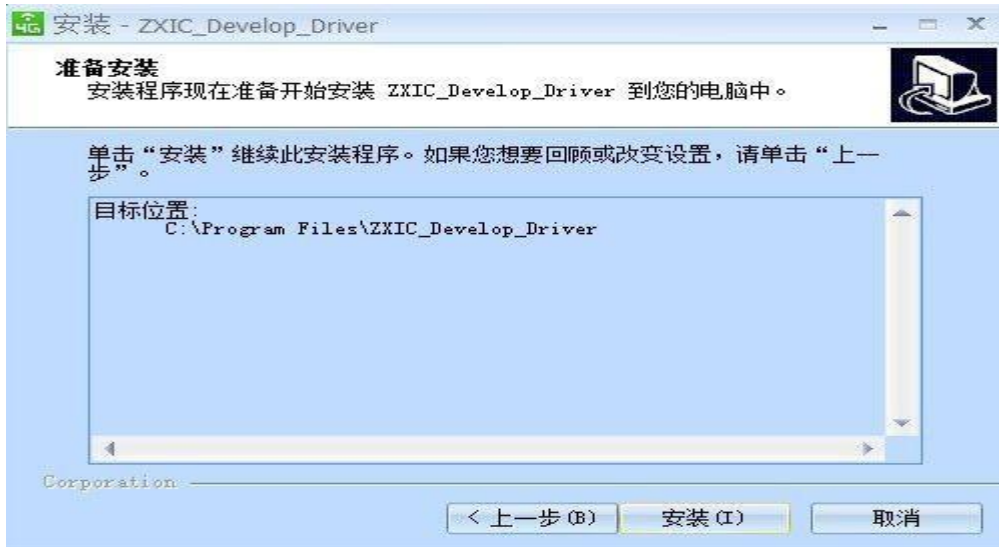 4G 安装 - ZXIC_Develop_Driver
准备安装
安装程序现在准备开始安装 ZXIC_Develop_Driver 到您的电脑中。
单击“安装”继续此安装程序。如果您想要回顾或改变设置，请单击“上一
步”。
目标位置:
C:\Program Files\ZXIC_Develop_Driver
Corporation
< 上一步(B) 安装(I) 取消